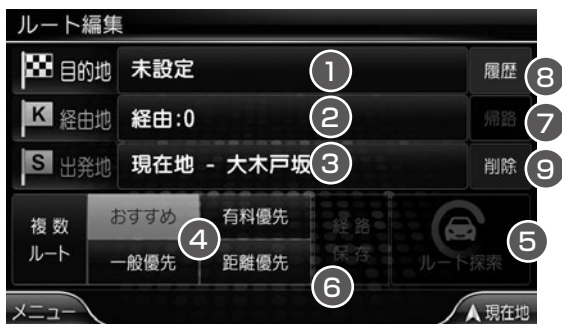 ルート編集
目的地 未設定 1 履歴 8
K 経由地 経由:0 2 帰路 7
S 出発地 現在地 - 大木戸坂 3 削除 9
複数ルート おすすめ 有料優先 4 一般優先 距離優先
経路保存 6 ルート探索 5
メニュー 現在地